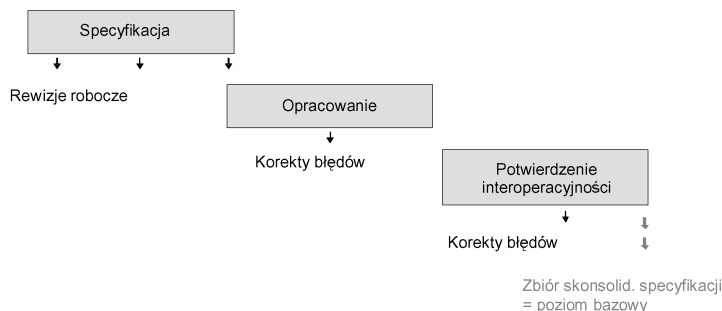 Specyfikacja
Rewizje robocze
Opracowanie
Korekty błędów
Potwierdzenie
interoperacyjności
Korekty błędów
Zbiór skonsolid. specyfikacji
= poziom bazowy